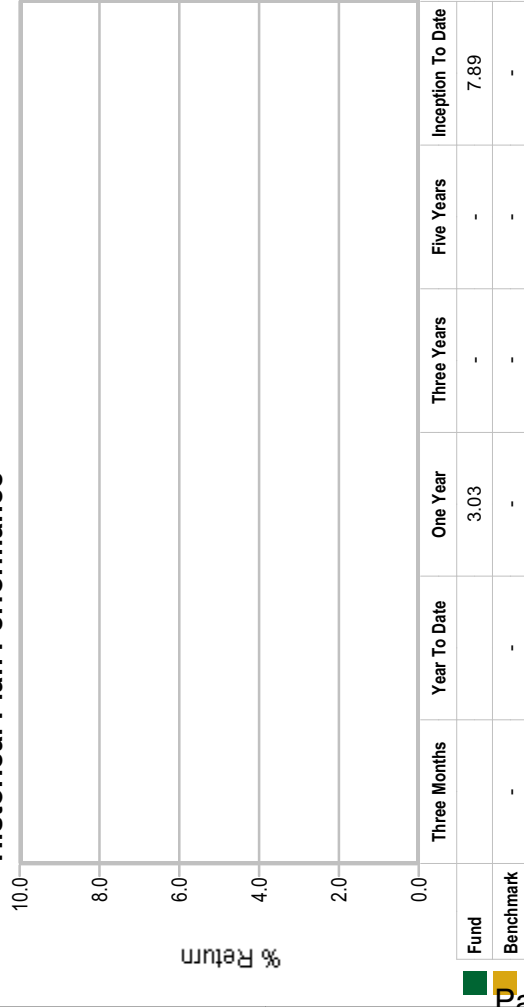 10.0
8.0
6.0
4.0
2.0
0.0
% Return
Three Months Year To Date One Year Three Years Five Years Inception To Date
Fund 3.03 - - 7.89
Benchmark - - - - - -
Pa